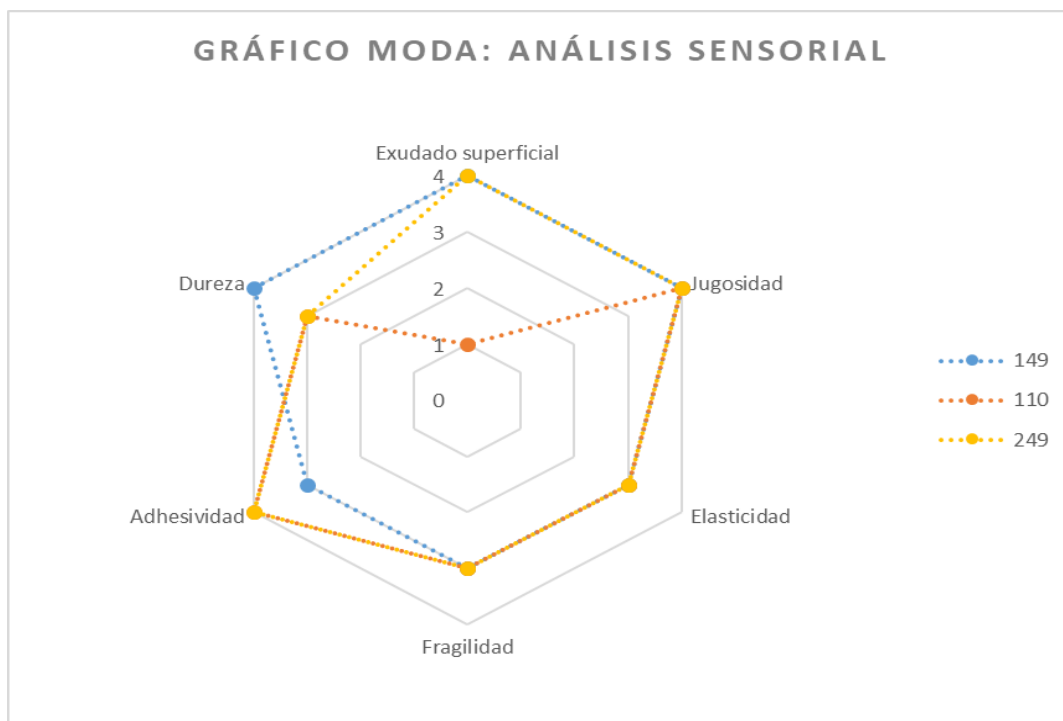 GRÁFICO MODA: ANÁLISIS SENSORIAL
Exudado superficial
4
3
Dureza
Jugosidad
2
1
149
0
110
249
Adhesividad
Elasticidad
Fragilidad